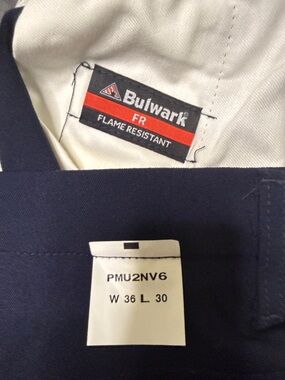 Bulwark
FR
FLAME RESISTANT
PMU2NV6
W 36 L 30